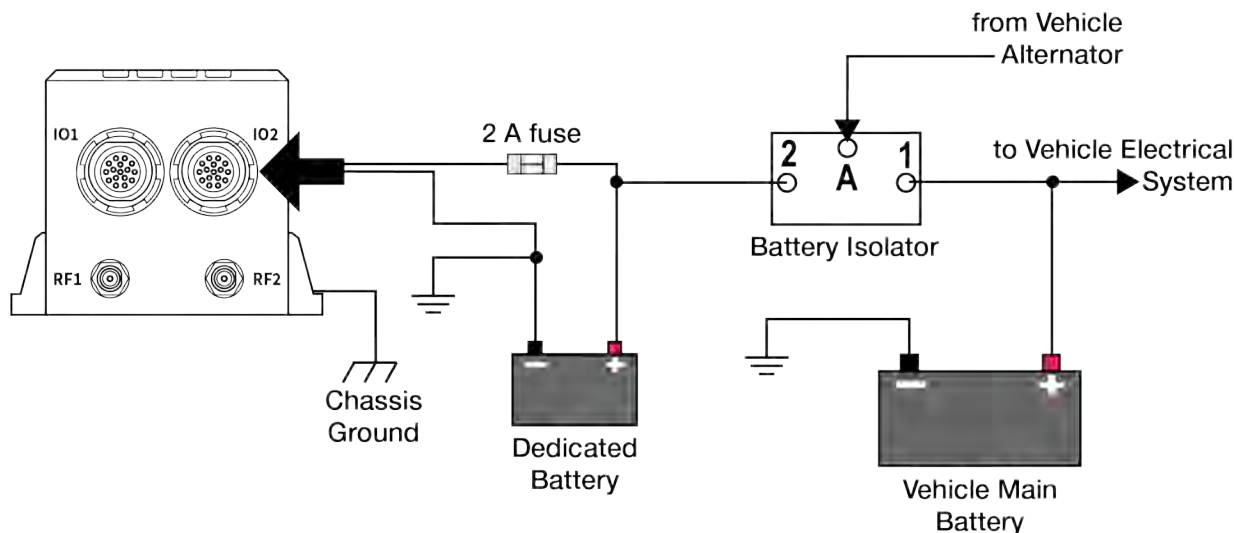 from Vehicle
Alternator
IO1
IO2
2 A fuse
2
A
1
to Vehicle Electrical
System
Battery Isolator
RF1
RF2
Chassis
Ground
Dedicated
Battery
Vehicle Main
Battery